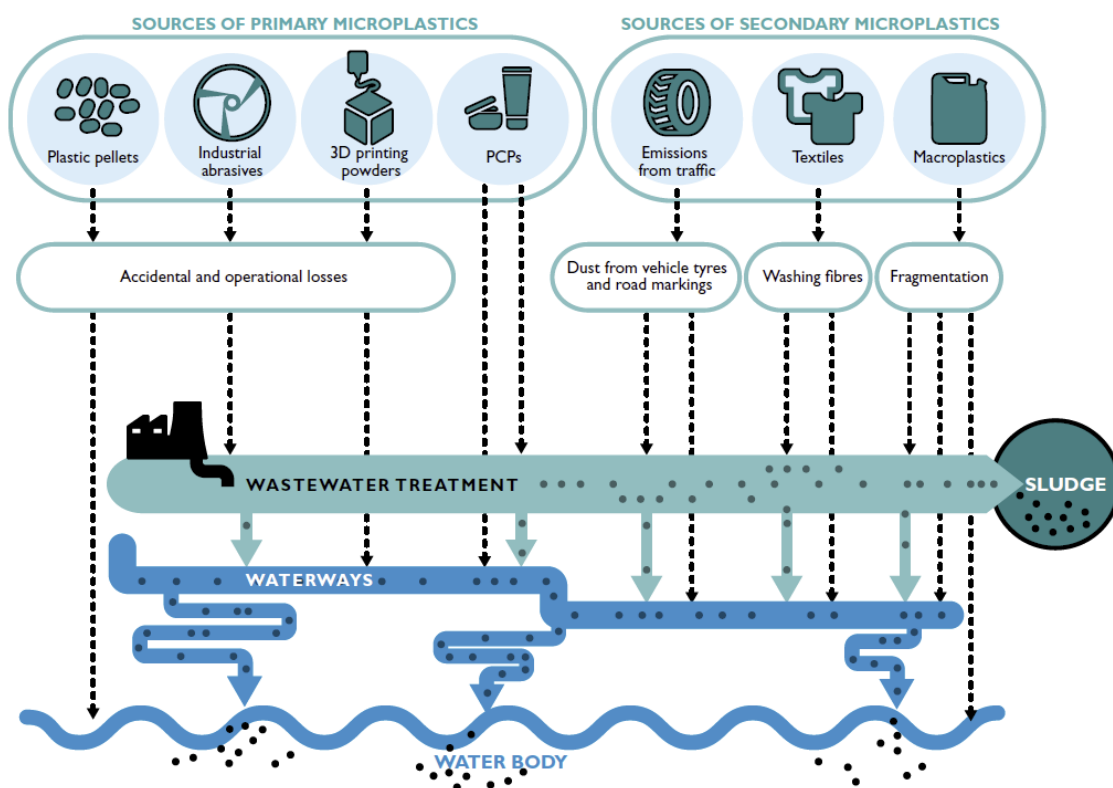 SOURCES OF PRIMARY MICROPLASTICS
SOURCES OF SECONDARY MICROPLASTICS
Plastic pellets
Industrial
abrasives
3D printing
powders
PCPs
Emissions
from traffic
Textiles
Macroplastics
Accidental and operational losses
Dust from vehicle tyres
and road markings
Washing fibres
Fragmentation
WASTEWATER TREATMENT
SLUDGE
WATERWAYS
WATER BODY